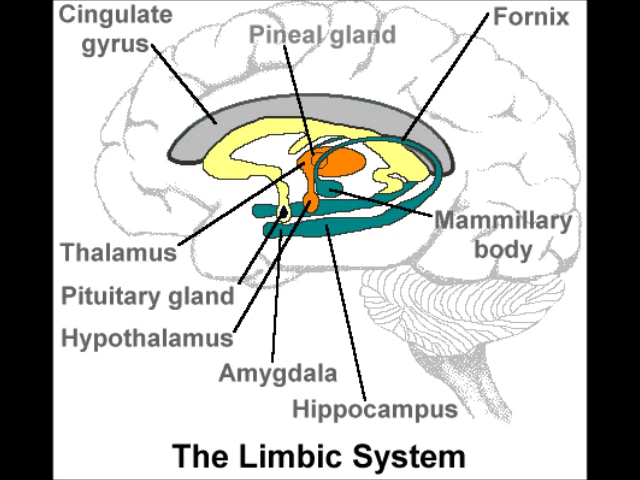 Cingulate
gyrus
Pineal gland
Fornix
Mammillary
body
Thalamus
Pituitary gland
Hypothalamus
Amygdala
Hippocampus
The Limbic System